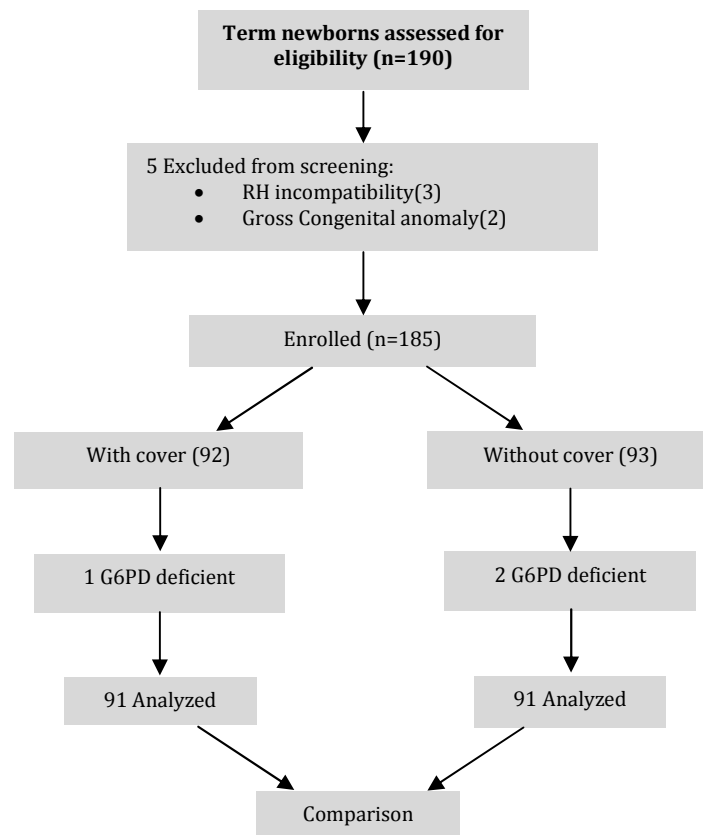 Term newborns assessed for
eligibility (n=190)
5 Excluded from screening:
• RH incompatibility(3)
• Gross Congenital anomaly(2)
Enrolled (n=185)
With cover (92)
Without cover (93)
1 G6PD deficient
2 G6PD deficient
91 Analyzed
91 Analyzed
Comparison